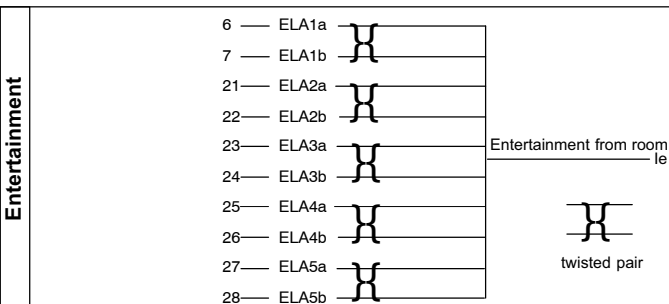 Entertainment
6 ELA1a
7 ELA1b
21 ELA2a
22 ELA2b
23 ELA3a
24 ELA3b
25 ELA4a
26 ELA4b
27 ELA5a
28 ELA5b
Entertainment from room
le
twisted pair